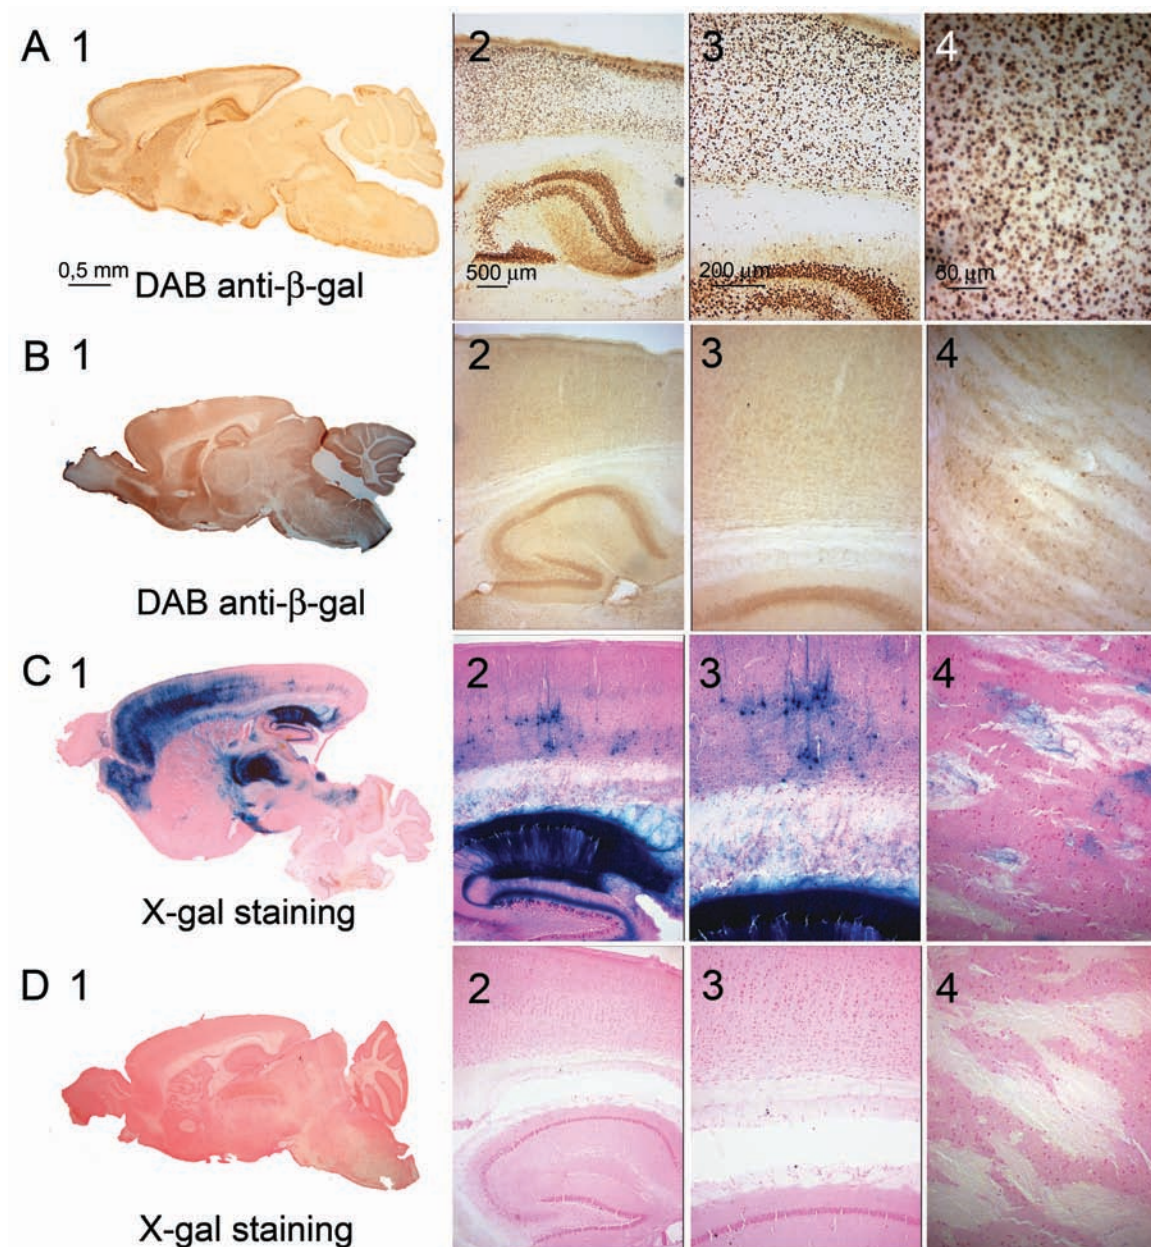 A 1 2 3 4
0,5 mm 500 μm 200 μm 50 μm
DAB anti-β-gal
B 1 2 3 4
DAB anti-β-gal
C 1 2 3 4
X-gal staining
D 1 2 3 4
X-gal staining